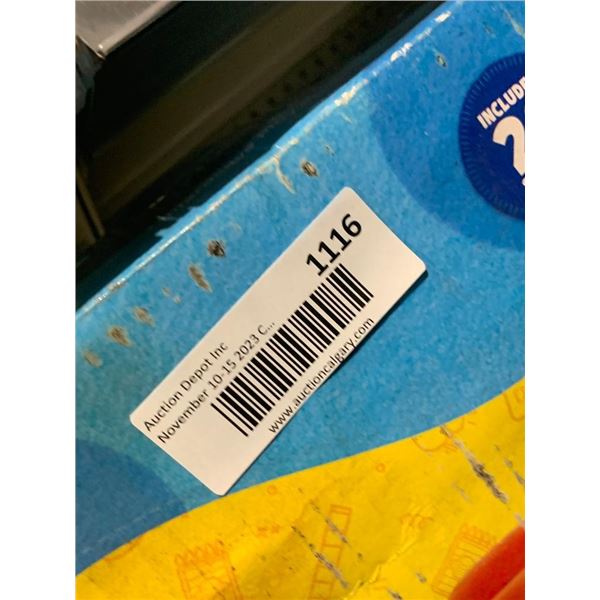 1116
Auction Depot Inc
November 10-15 2023 C...
www.auctioncalgary.com
INCLUDE
2